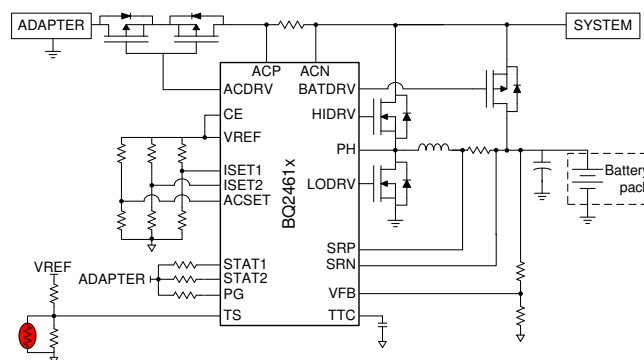 ADAPTER
SYSTEM
ACP
ACN
ACDRV
BATDRV
CE
HIDRV
VREF
PH
ISET1
ISET2
LODRV
ACSET
BQ2461x
Battery
pack
SRP
SRN
VREF
ADAPTER
STAT1
STAT2
PG
VFB
TS
TTC